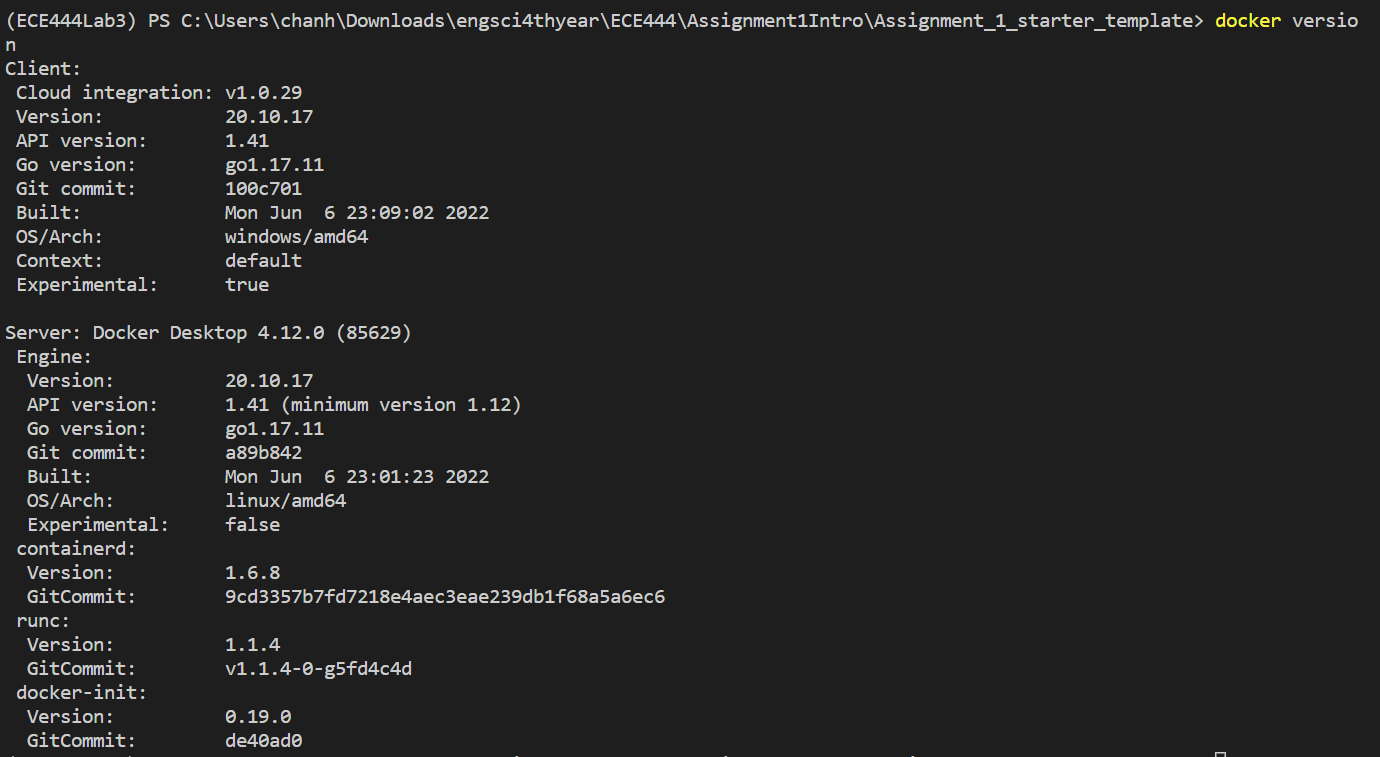 (ECE444Lab3) PS C:\Users\chanh\Downloads\engsci4thyear\ECE444\Assignment1Intro\Assignment_1_starter_template> docker versio
n
Client:
 Cloud integration: v1.0.29
 Version:           20.10.17
 API version:       1.41
 Go version:        go1.17.11
 Git commit:        100c701
 Built:             Mon Jun  6 23:09:02 2022
 OS/Arch:           windows/amd64
 Context:           default
 Experimental:      true

Server: Docker Desktop 4.12.0 (85629)
 Engine:
  Version:          20.10.17
  API version:      1.41 (minimum version 1.12)
  Go version:       go1.17.11
  Git commit:       a89b842
  Built:            Mon Jun  6 23:01:23 2022
  OS/Arch:          linux/amd64
  Experimental:     false
 containerd:
  Version:          1.6.8
  GitCommit:        9cd3357b7fd7218e4aec3eae239db1f68a5a6ec6
 runc:
  Version:          1.1.4
  GitCommit:        v1.1.4-0-g5fd4c4d
 docker-init:
  Version:          0.19.0
  GitCommit:        de40ad0